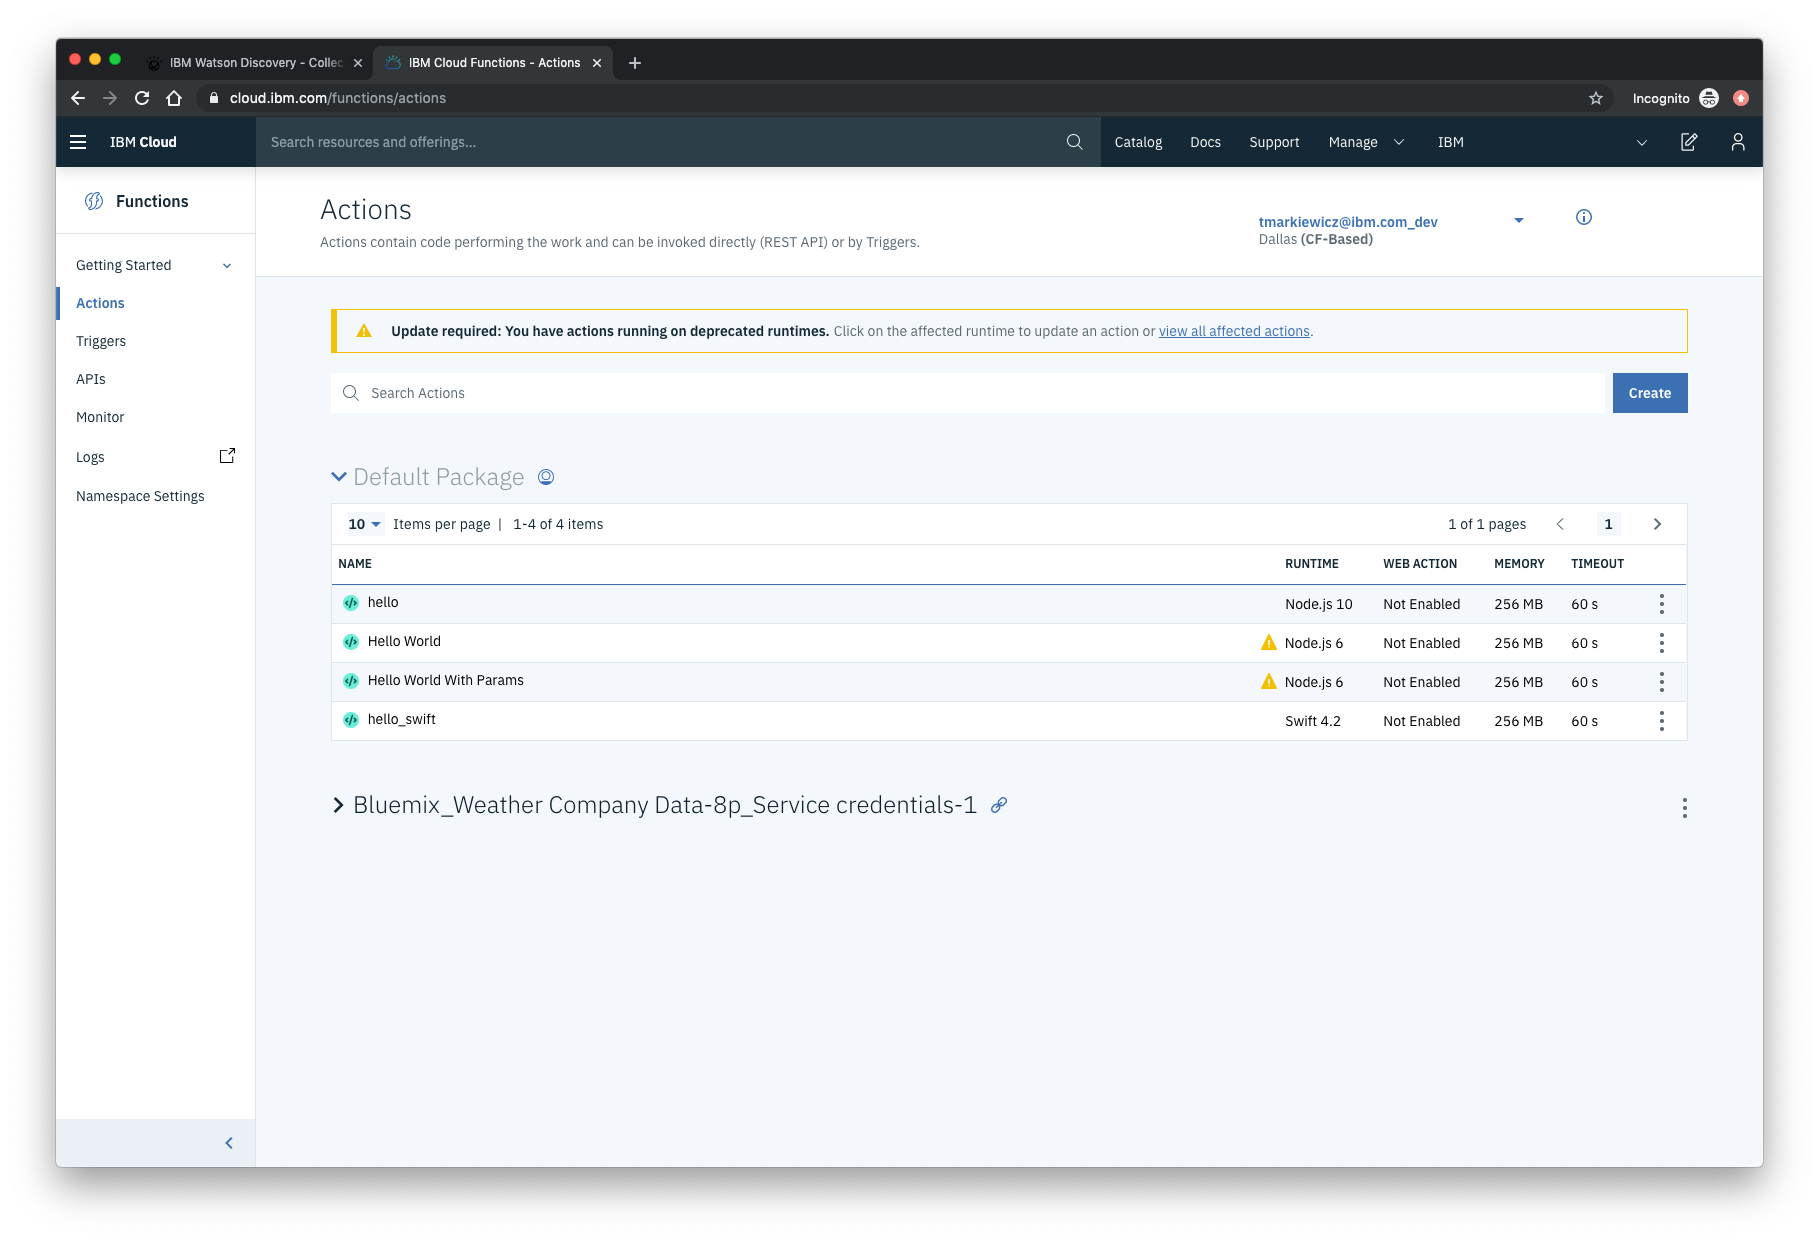 IBM Watson Discovery - Collec
IBM Cloud Functions - Actions
cloud.ibm.com/functions/actions
Incognito
IBM Cloud
Search resources and offerings...
Catalog Docs Support Manage IBM
Functions
Getting Started
Actions
Triggers
APIs
Monitor
Logs
Namespace Settings
Actions
Actions contain code performing the work and can be invoked directly (REST API) or by Triggers.
tmarkiewicz@ibm.com_dev
Dallas (CF-Based)
Update required: You have actions running on deprecated runtimes. Click on the affected runtime to update an action or view all affected actions.
Search Actions
Create
Default Package
10 Items per page | 1-4 of 4 items 1 of 1 pages 1
NAME RUNTIME WEB ACTION MEMORY TIMEOUT
hello Node.js 10 Not Enabled 256 MB 60 s
Hello World Node.js 6 Not Enabled 256 MB 60 s
Hello World With Params Node.js 6 Not Enabled 256 MB 60 s
hello_swift Swift 4.2 Not Enabled 256 MB 60 s
Bluemix_Weather Company Data-8p_Service credentials-1